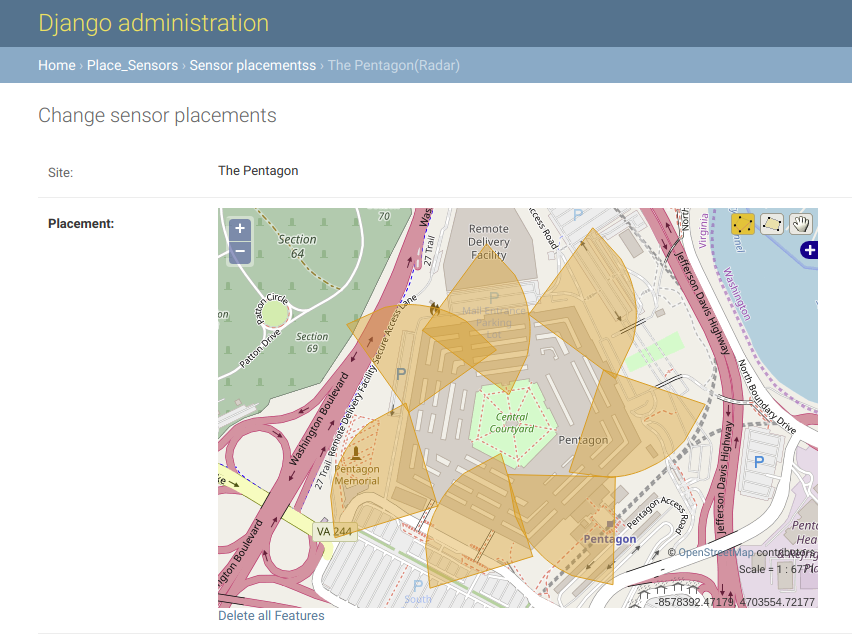 Django administration
Home › Place_Sensors › Sensor placementss › The Pentagon(Radar)
Change sensor placements
Site:
The Pentagon
Placement:
+
−
70
Section
64
Patton Circle
Patton Drive
Section
69
27 Trail
Remote
Delivery
Facility
Access Road
P
North
Virginia
Washington
Jefferson Davis Highway
+
Mall Entrance
Parking
P
Secure Access Lane
27 Trail
Remote Delivery Facility
Washington Boulevard
P
Central
Courtyard
Pentagon
North Boundary Drive
Jefferson Davis Highway
P
Pentagon
Memorial
VA 244
Washington Boulevard
Pentagon Access Road
Pentagon
P
South
© OpenStreetMap contributors
Scale = 1 : 677
-8578392.47179, 4703554.72177
Delete all Features